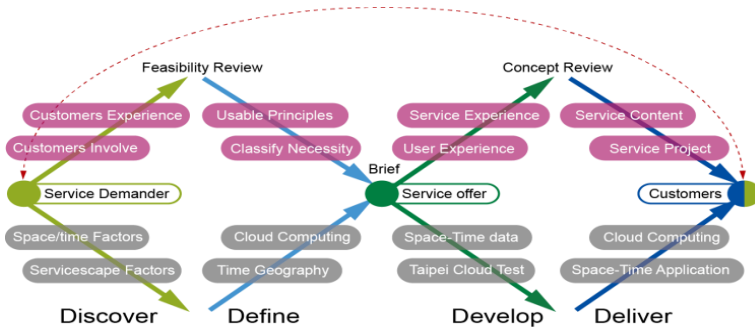 Feasibility Review
Concept Review
Customers Experience
Usable Principles
Service Experience
Service Content
Customers Involve
Classify Necessity
User Experience
Service Project
Brief
Service Demander
Service offer
Customers
Space/time Factors
Cloud Computing
Space-Time data
Cloud Computing
Servicescape Factors
Time Geography
Taipei Cloud Test
Space-Time Application
Discover
Define
Develop
Deliver